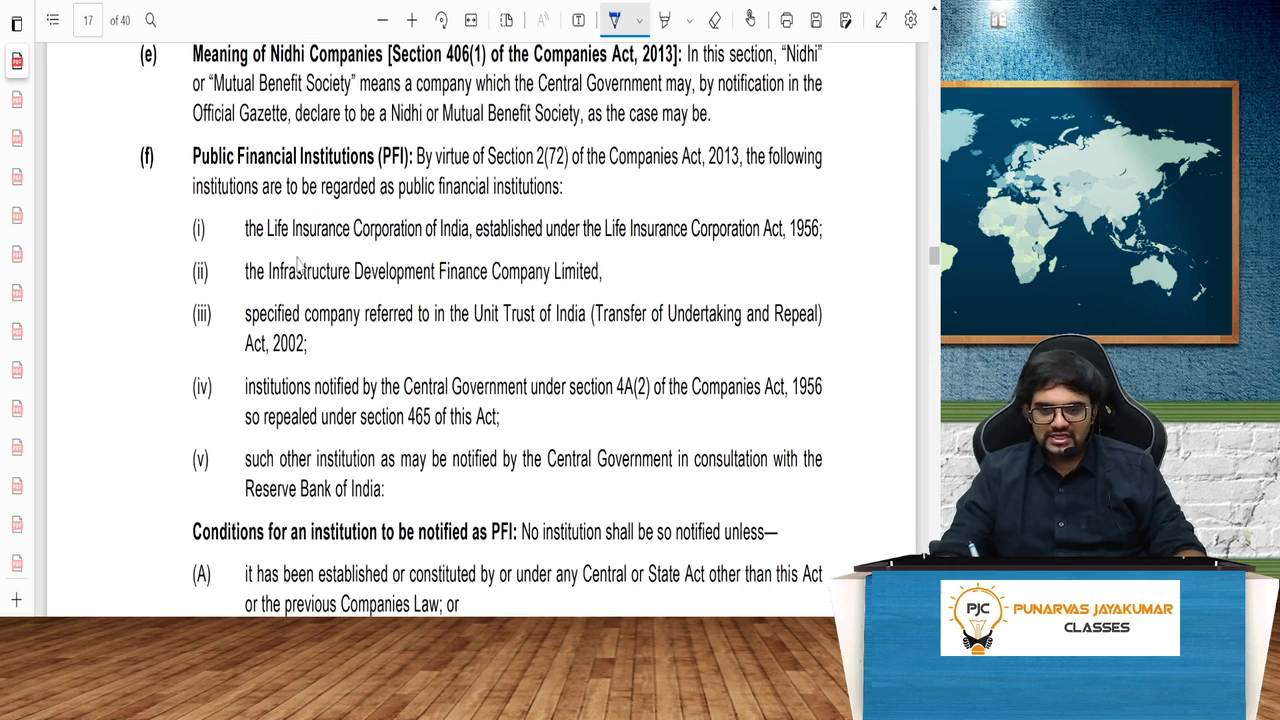 17 of 40
(e) Meaning of Nidhi Companies [Section 406(1) of the Companies Act, 2013]: In this section, “Nidhi”
or “Mutual Benefit Society” means a company which the Central Government may, by notification in the
Official Gazette, declare to be a Nidhi or Mutual Benefit Society, as the case may be.
(f) Public Financial Institutions (PFI): By virtue of Section 2(72) of the Companies Act, 2013, the following
institutions are to be regarded as public financial institutions:
(i) the Life Insurance Corporation of India, established under the Life Insurance Corporation Act, 1956;
(ii) the Infrastructure Development Finance Company Limited,
(iii) specified company referred to in the Unit Trust of India (Transfer of Undertaking and Repeal)
Act, 2002;
(iv) institutions notified by the Central Government under section 4A(2) of the Companies Act, 1956
so repealed under section 465 of this Act;
(v) such other institution as may be notified by the Central Government in consultation with the
Reserve Bank of India:
Conditions for an institution to be notified as PFI: No institution shall be so notified unless—
(A) it has been established or constituted by or under any Central or State Act other than this Act
or the previous Companies Law; or
PJC
PUNARVAS JAYAKUMAR
CLASSES